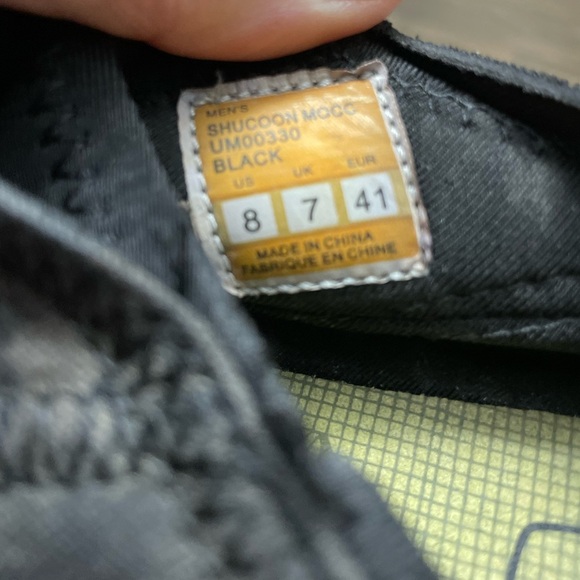 MEN'S
SHUCOON MOCC
UM00330
BLACK
US UK EUR
8 7 41
MADE IN CHINA
FABRIQUE EN CHINE